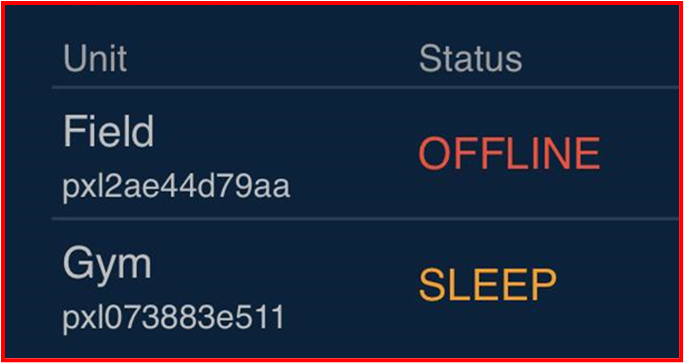 Unit Status
Field OFFLINE
pxl2ae44d79aa
Gym SLEEP
pxl073883e511